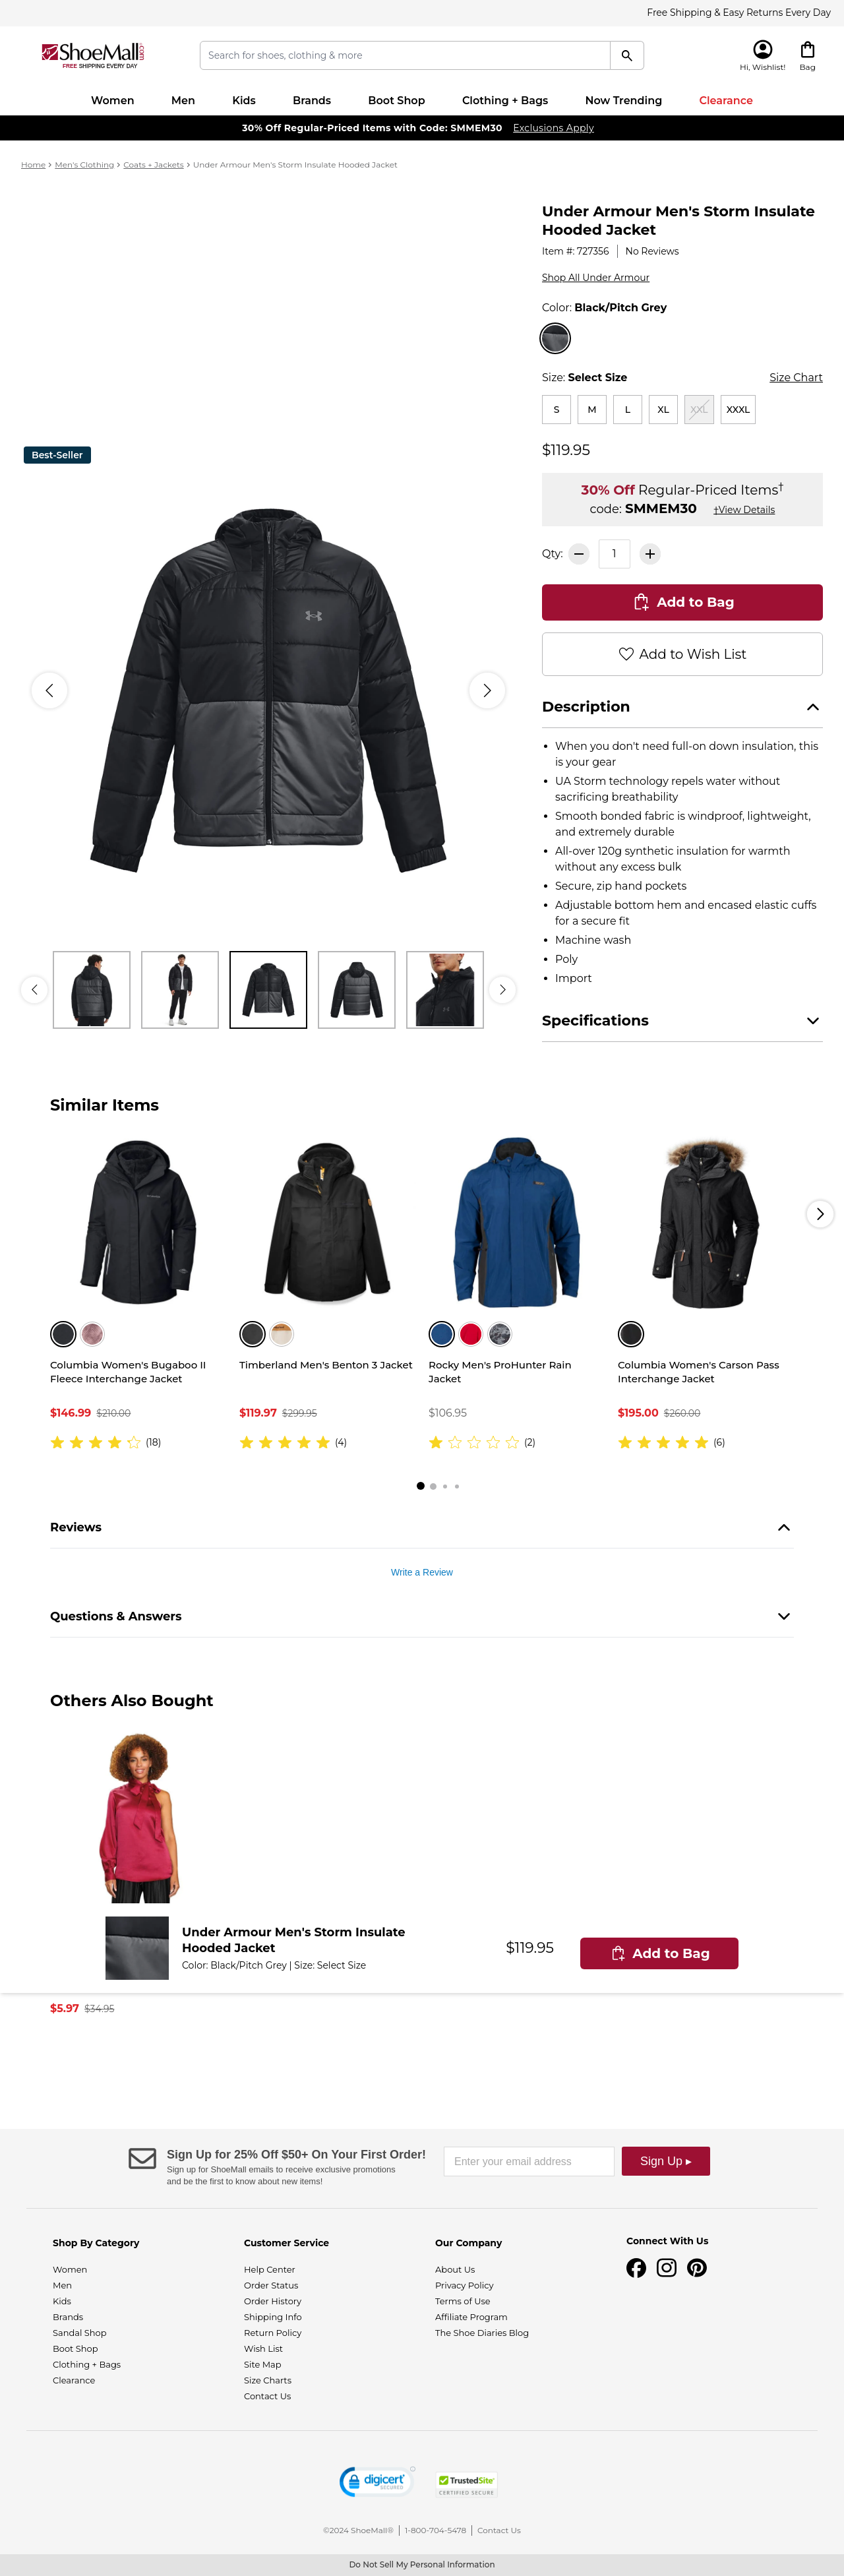 Free Shipping & Easy Returns Every Day
ShoeMall.com
FREE SHIPPING EVERY DAY
Search for shoes, clothing & more
Hi, Wishlist!
Bag
Women
Men
Kids
Brands
Boot Shop
Clothing + Bags
Now Trending
Clearance
30% Off Regular-Priced Items with Code: SMMEM30 Exclusions Apply
Home > Men's Clothing > Coats + Jackets > Under Armour Men's Storm Insulate Hooded Jacket
Best-Seller
Under Armour Men's Storm Insulate
Hooded Jacket
Item #: 727356 | No Reviews
Shop All Under Armour
Color: Black/Pitch Grey
Size: Select Size
Size Chart
S
M
L
XL
XXL
XXXL
$119.95
30% Off Regular-Priced Items†
code: SMMEM30 †View Details
Qty: 1
Add to Bag
Add to Wish List
Description
• When you don't need full-on down insulation, this
is your gear
• UA Storm technology repels water without
sacrificing breathability
• Smooth bonded fabric is windproof, lightweight,
and extremely durable
• All-over 120g synthetic insulation for warmth
without any excess bulk
• Secure, zip hand pockets
• Adjustable bottom hem and encased elastic cuffs
for a secure fit
• Machine wash
• Poly
• Import
Specifications
Similar Items
Columbia Women's Bugaboo II
Fleece Interchange Jacket
$146.99 $210.00
(18)
Timberland Men's Benton 3 Jacket
$119.97 $299.95
(4)
Rocky Men's ProHunter Rain
Jacket
$106.95
(2)
Columbia Women's Carson Pass
Interchange Jacket
$195.00 $260.00
(6)
Reviews
Write a Review
Questions & Answers
Others Also Bought
Under Armour Men's Storm Insulate
Hooded Jacket
Color: Black/Pitch Grey | Size: Select Size
$119.95
Add to Bag
$5.97 $34.95
Sign Up for 25% Off $50+ On Your First Order!
Sign up for ShoeMall emails to receive exclusive promotions
and be the first to know about new items!
Enter your email address
Sign Up ▸
Shop By Category
Women
Men
Kids
Brands
Sandal Shop
Boot Shop
Clothing + Bags
Clearance
Customer Service
Help Center
Order Status
Order History
Shipping Info
Return Policy
Wish List
Site Map
Size Charts
Contact Us
Our Company
About Us
Privacy Policy
Terms of Use
Affiliate Program
The Shoe Diaries Blog
Connect With Us
digicert
SECURED
TrustedSite
CERTIFIED SECURE
©2024 ShoeMall® | 1-800-704-5478 | Contact Us
Do Not Sell My Personal Information